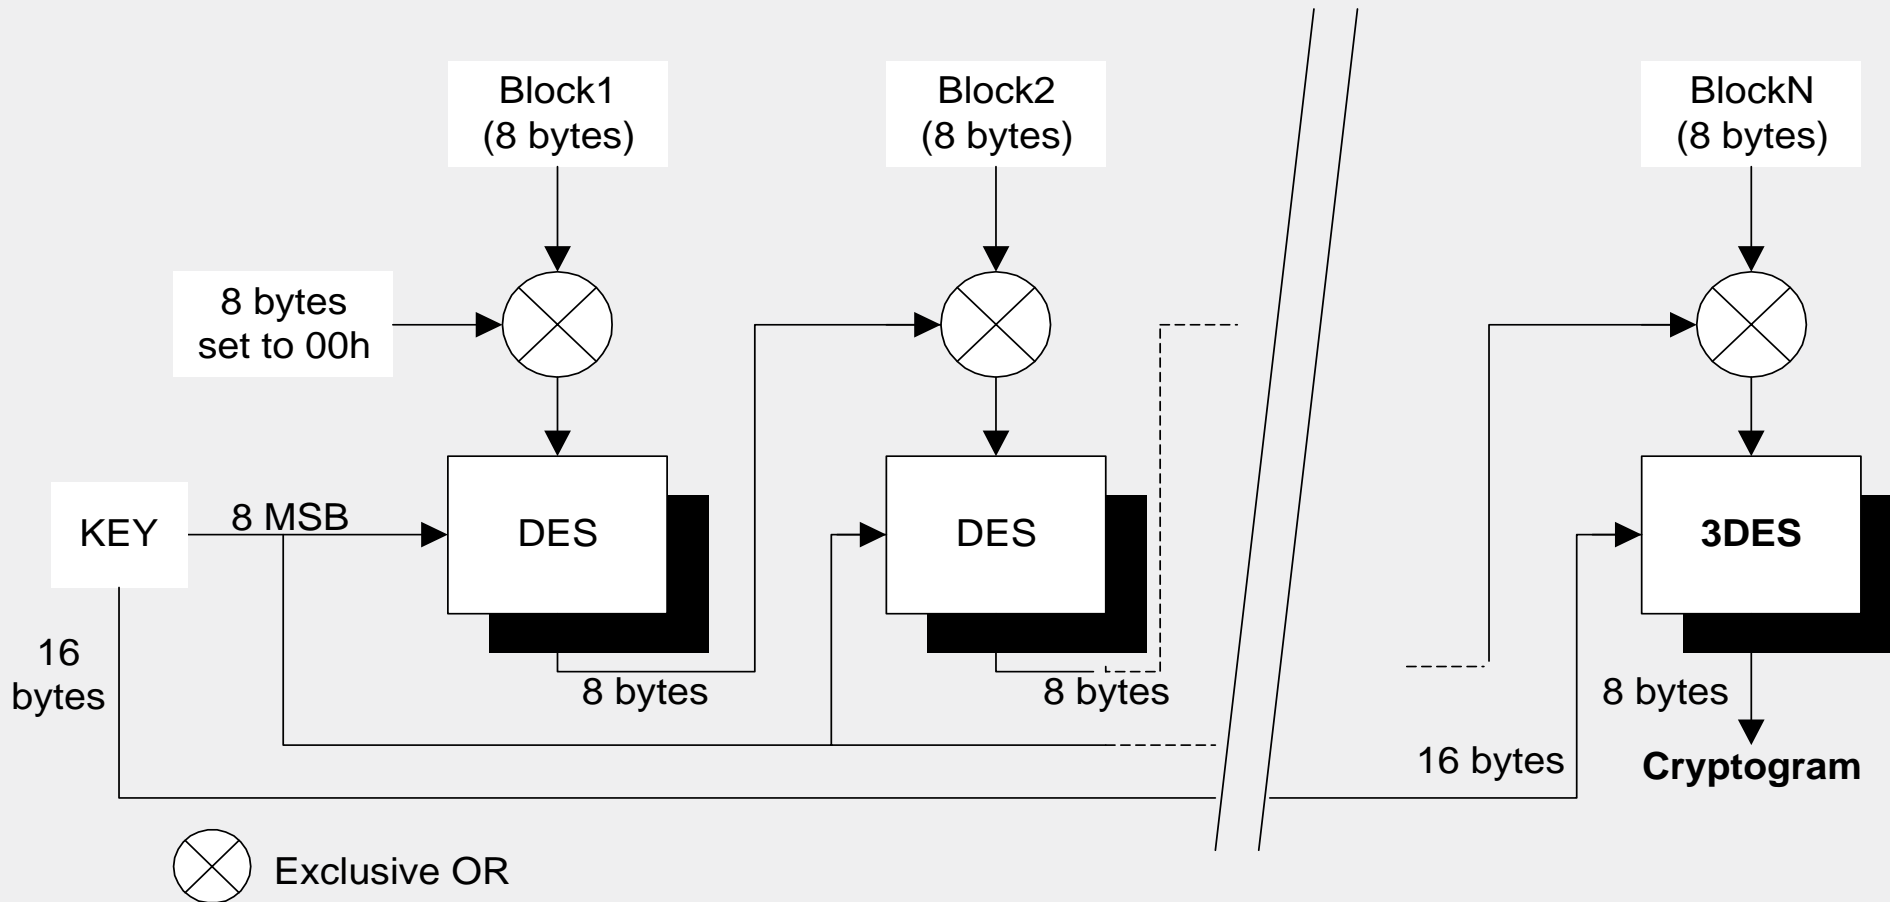 Block1
(8 bytes)
Block2
(8 bytes)
BlockN
(8 bytes)
8 bytes
set to 00h
KEY
8 MSB
DES
DES
3DES
16
bytes
8 bytes
8 bytes
8 bytes
16 bytes
Cryptogram
Exclusive OR